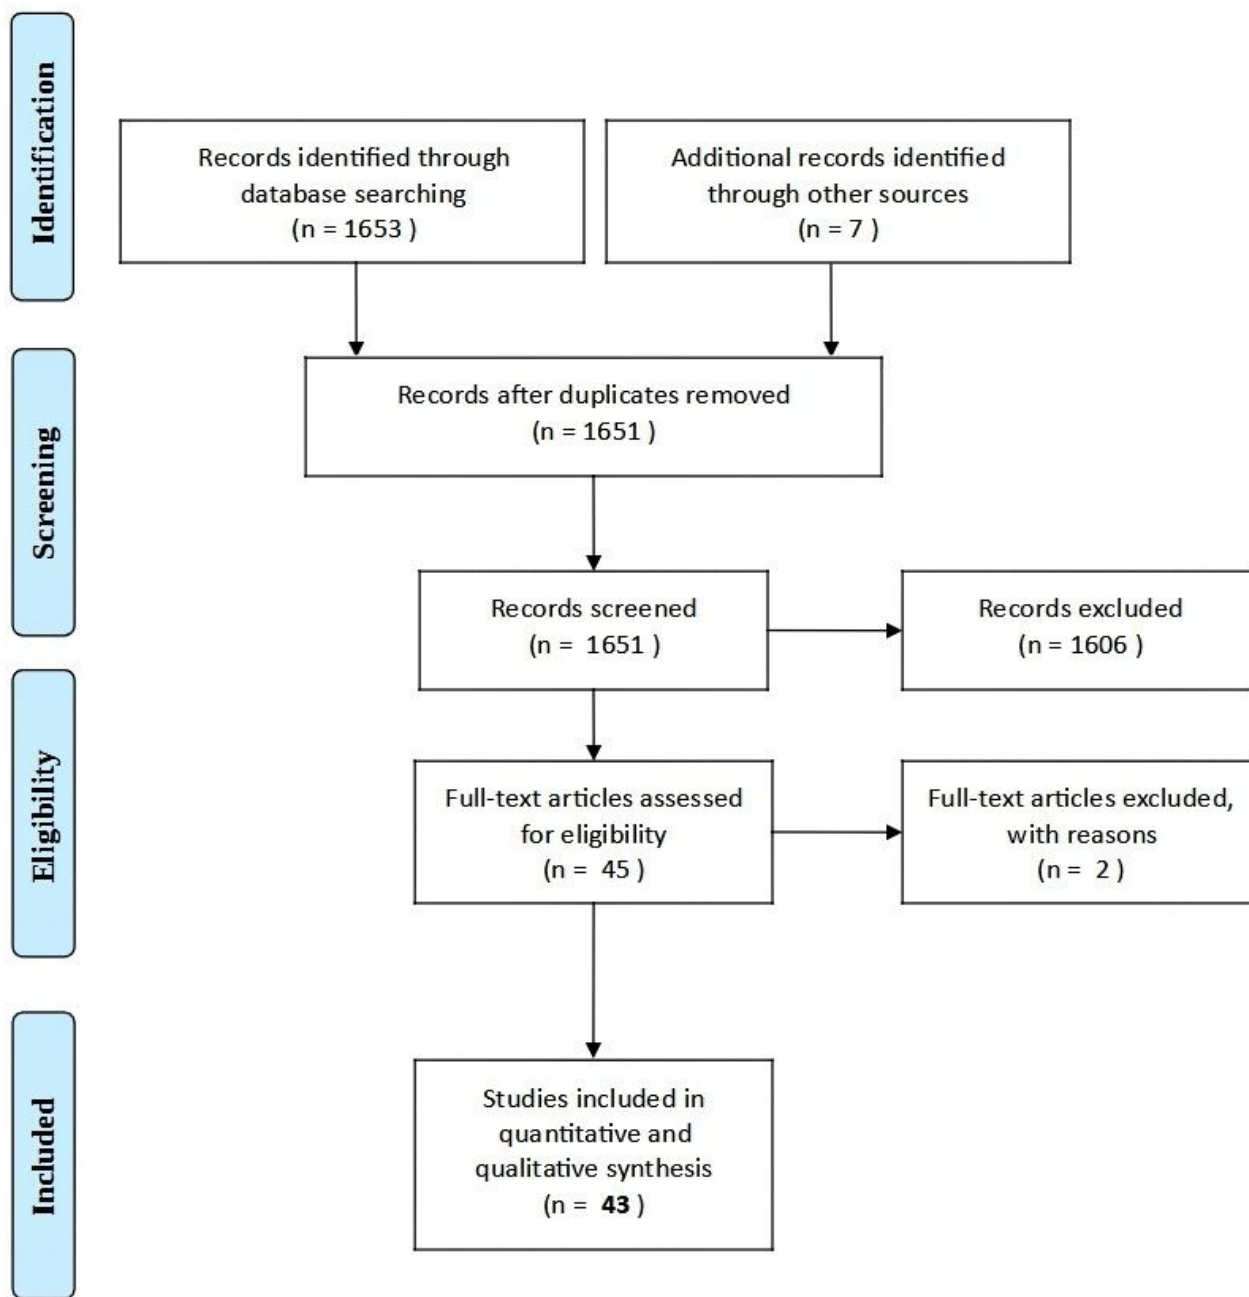 Identification
Records identified through
database searching
(n = 1653 )
Additional records identified
through other sources
(n = 7 )
Screening
Records after duplicates removed
(n = 1651 )
Records screened
(n =  1651 )
Records excluded
(n = 1606 )
Eligibility
Full-text articles assessed
for eligibility
(n =  45 )
Full-text articles excluded,
with reasons
(n =  2 )
Included
Studies included in
quantitative and
qualitative synthesis
(n =  43 )